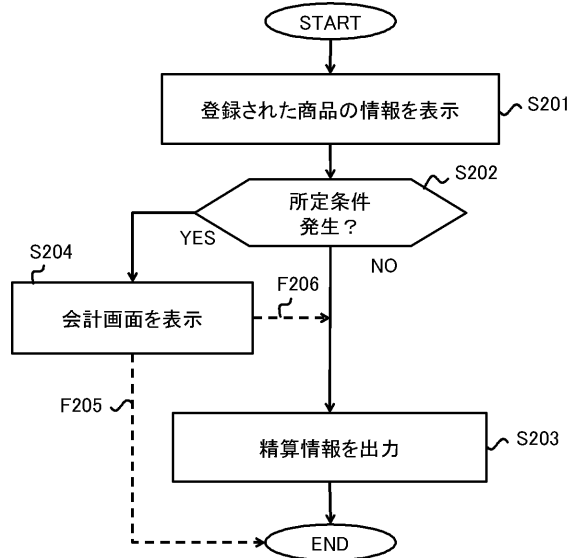 START
登録された商品の情報を表示
S201
S202
所定条件
発生？
YES
NO
S204
会計画面を表示
F206
F205
精算情報を出力
S203
END